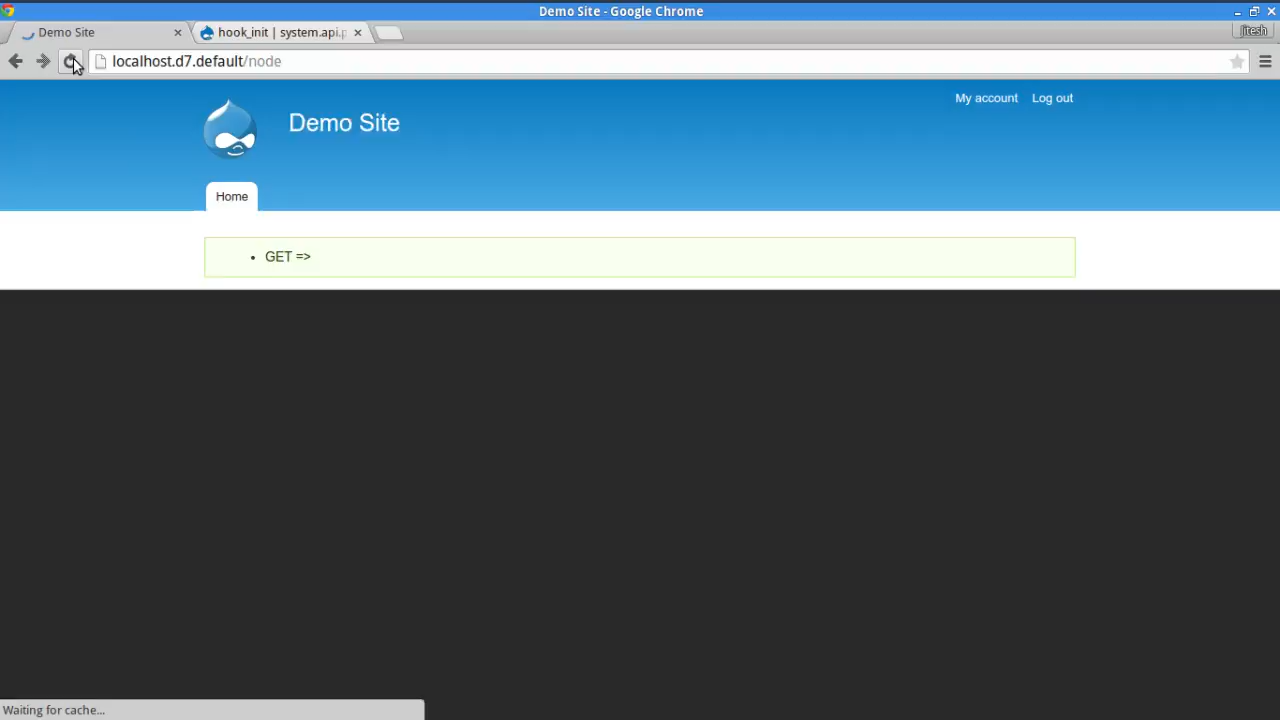 Demo Site - Google Chrome
Demo Site
hook_init | system.api.p
jitesh
localhost.d7.default/node
My account Log out
Demo Site
Home
GET =>
Waiting for cache...